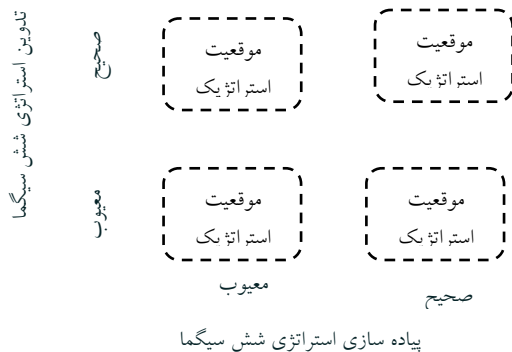 تدوین استراتژی شش سیگما
صحیح
موقعیت
استراتژیک
موقعیت
استراتژیک
معیوب
موقعیت
استراتژیک
موقعیت
استراتژیک
صحیح
معیوب
پیاده سازی استراتژی شش سیگما